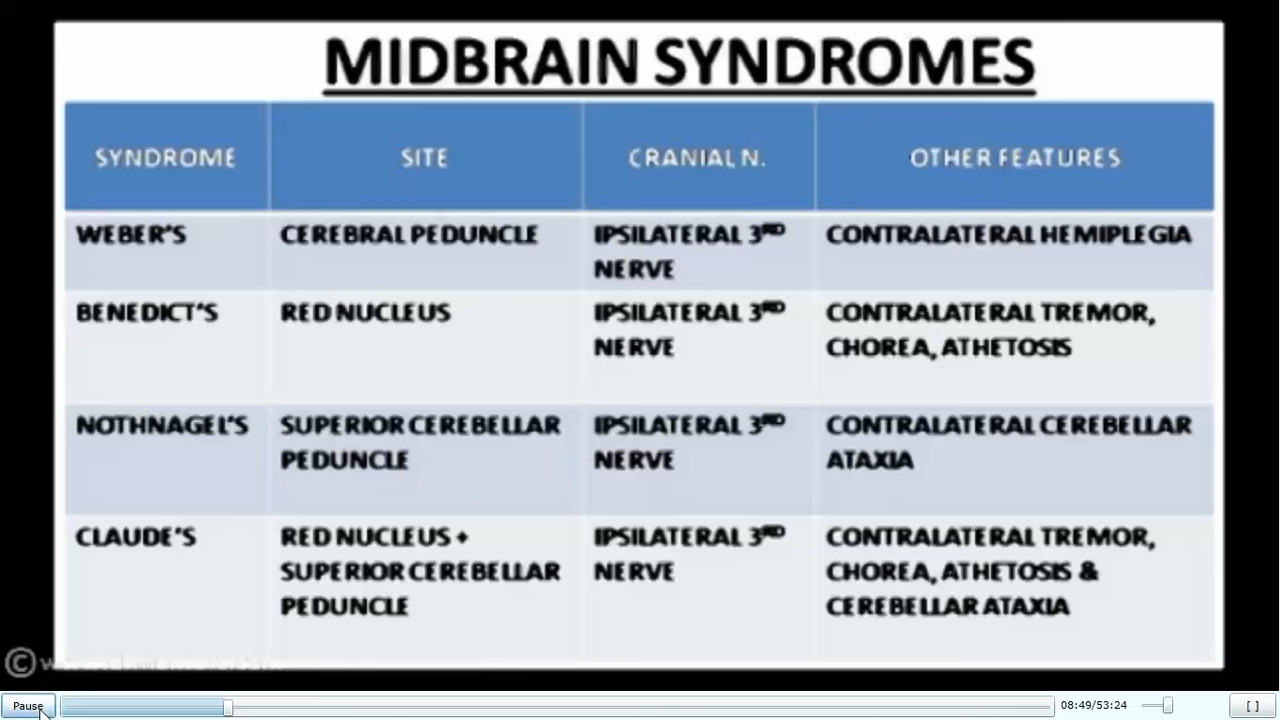 MIDBRAIN SYNDROMES
SYNDROME SITE CRANIAL N. OTHER FEATURES
WEBER'S CEREBRAL PEDUNCLE IPSILATERAL 3RD CONTRALATERAL HEMIPLEGIA
NERVE
BENEDICT'S RED NUCLEUS IPSILATERAL 3RD CONTRALATERAL TREMOR,
NERVE CHOREA, ATHETOSIS
NOTHNAGEL'S SUPERIOR CEREBELLAR IPSILATERAL 3RD CONTRALATERAL CEREBELLAR
PEDUNCLE NERVE ATAXIA
CLAUDE'S RED NUCLEUS + IPSILATERAL 3RD CONTRALATERAL TREMOR,
SUPERIOR CEREBELLAR NERVE CHOREA, ATHETOSIS &
PEDUNCLE CEREBELLAR ATAXIA
©
Pause 08:49/53:24 [ ]